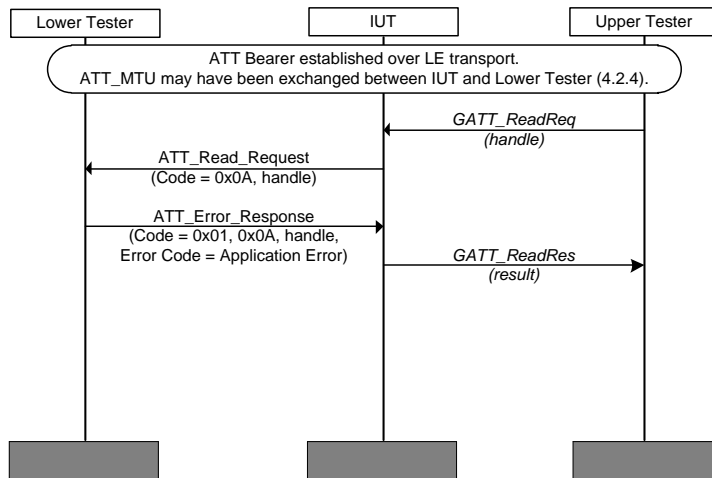 Lower Tester
IUT
Upper Tester
ATT Bearer established over LE transport.
ATT_MTU may have been exchanged between IUT and Lower Tester (4.2.4).
GATT_ReadReq
(handle)
ATT_Read_Request
(Code = 0x0A, handle)
ATT_Error_Response
(Code = 0x01, 0x0A, handle,
Error Code = Application Error)
GATT_ReadRes
(result)